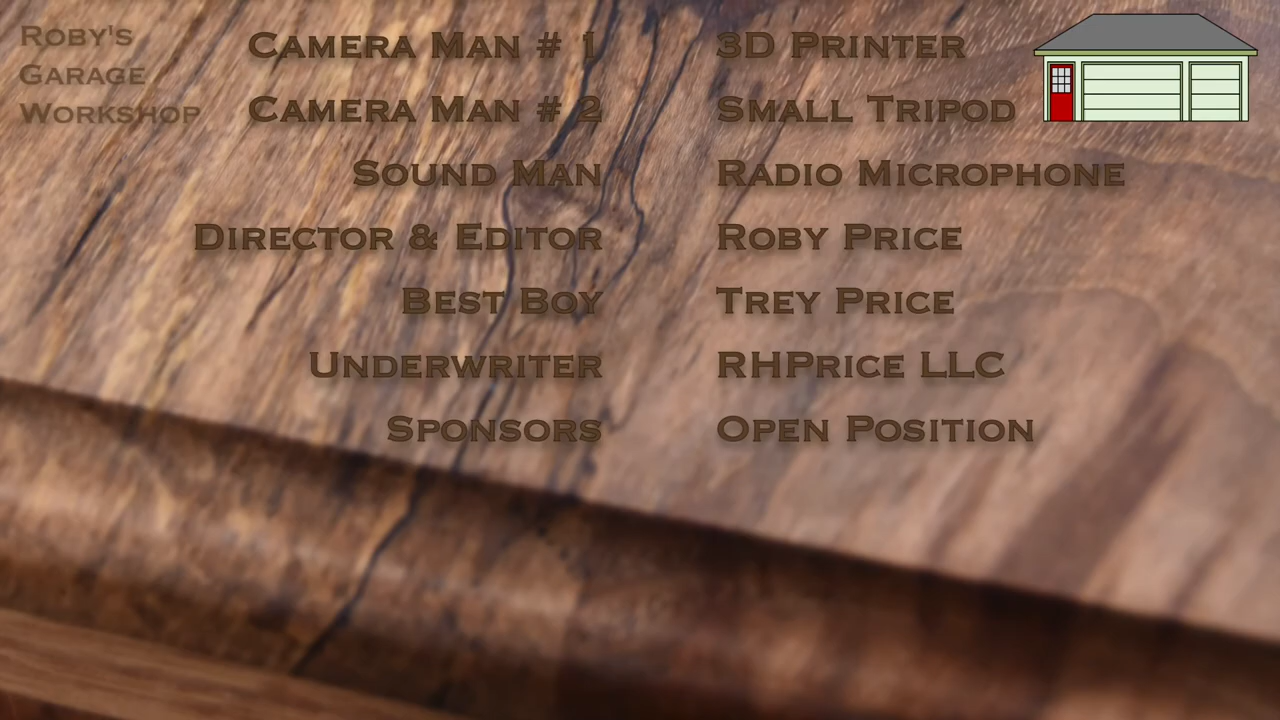 Roby's
Garage
Workshop
Camera Man # 1 3D Printer
Camera Man # 2 Small Tripod
Sound Man Radio Microphone
Director & Editor Roby Price
Best Boy Trey Price
Underwriter RHPrice LLC
Sponsors Open Position